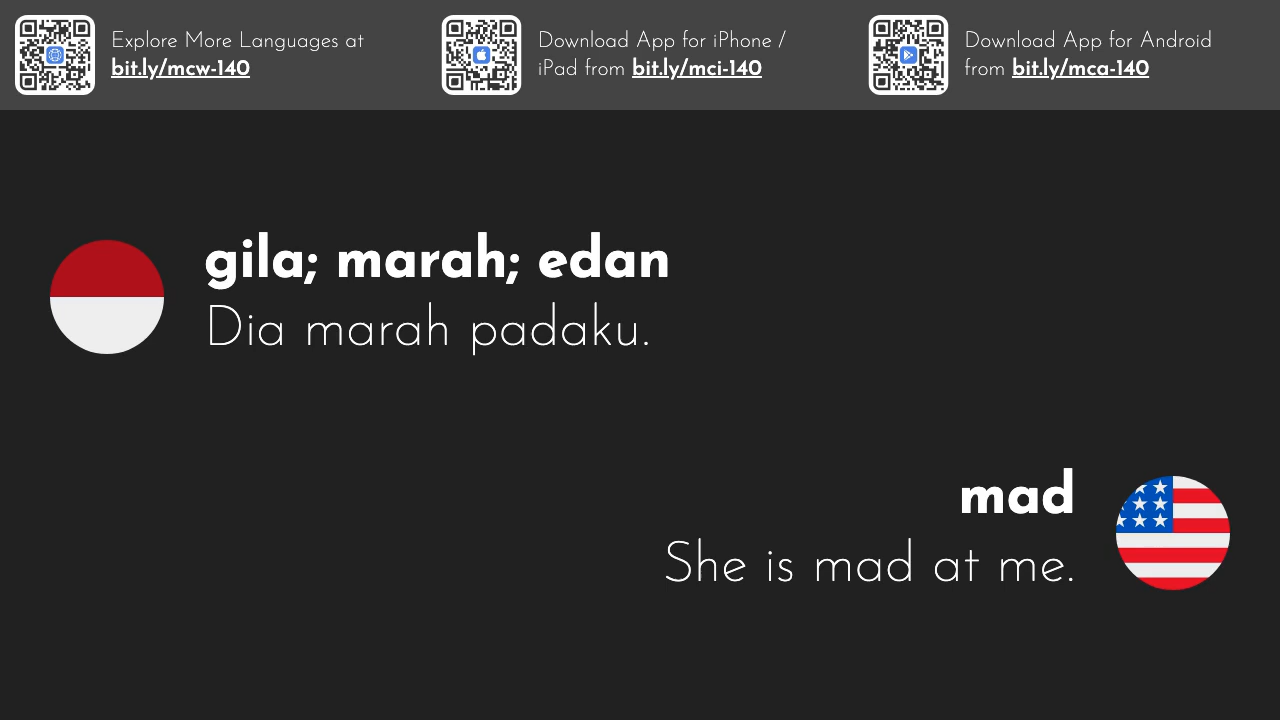 Explore More Languages at
bit.ly/mcw-140
Download App for iPhone /
iPad from bit.ly/mci-140
Download App for Android
from bit.ly/mca-140
gila; marah; edan
Dia marah padaku.
mad
She is mad at me.